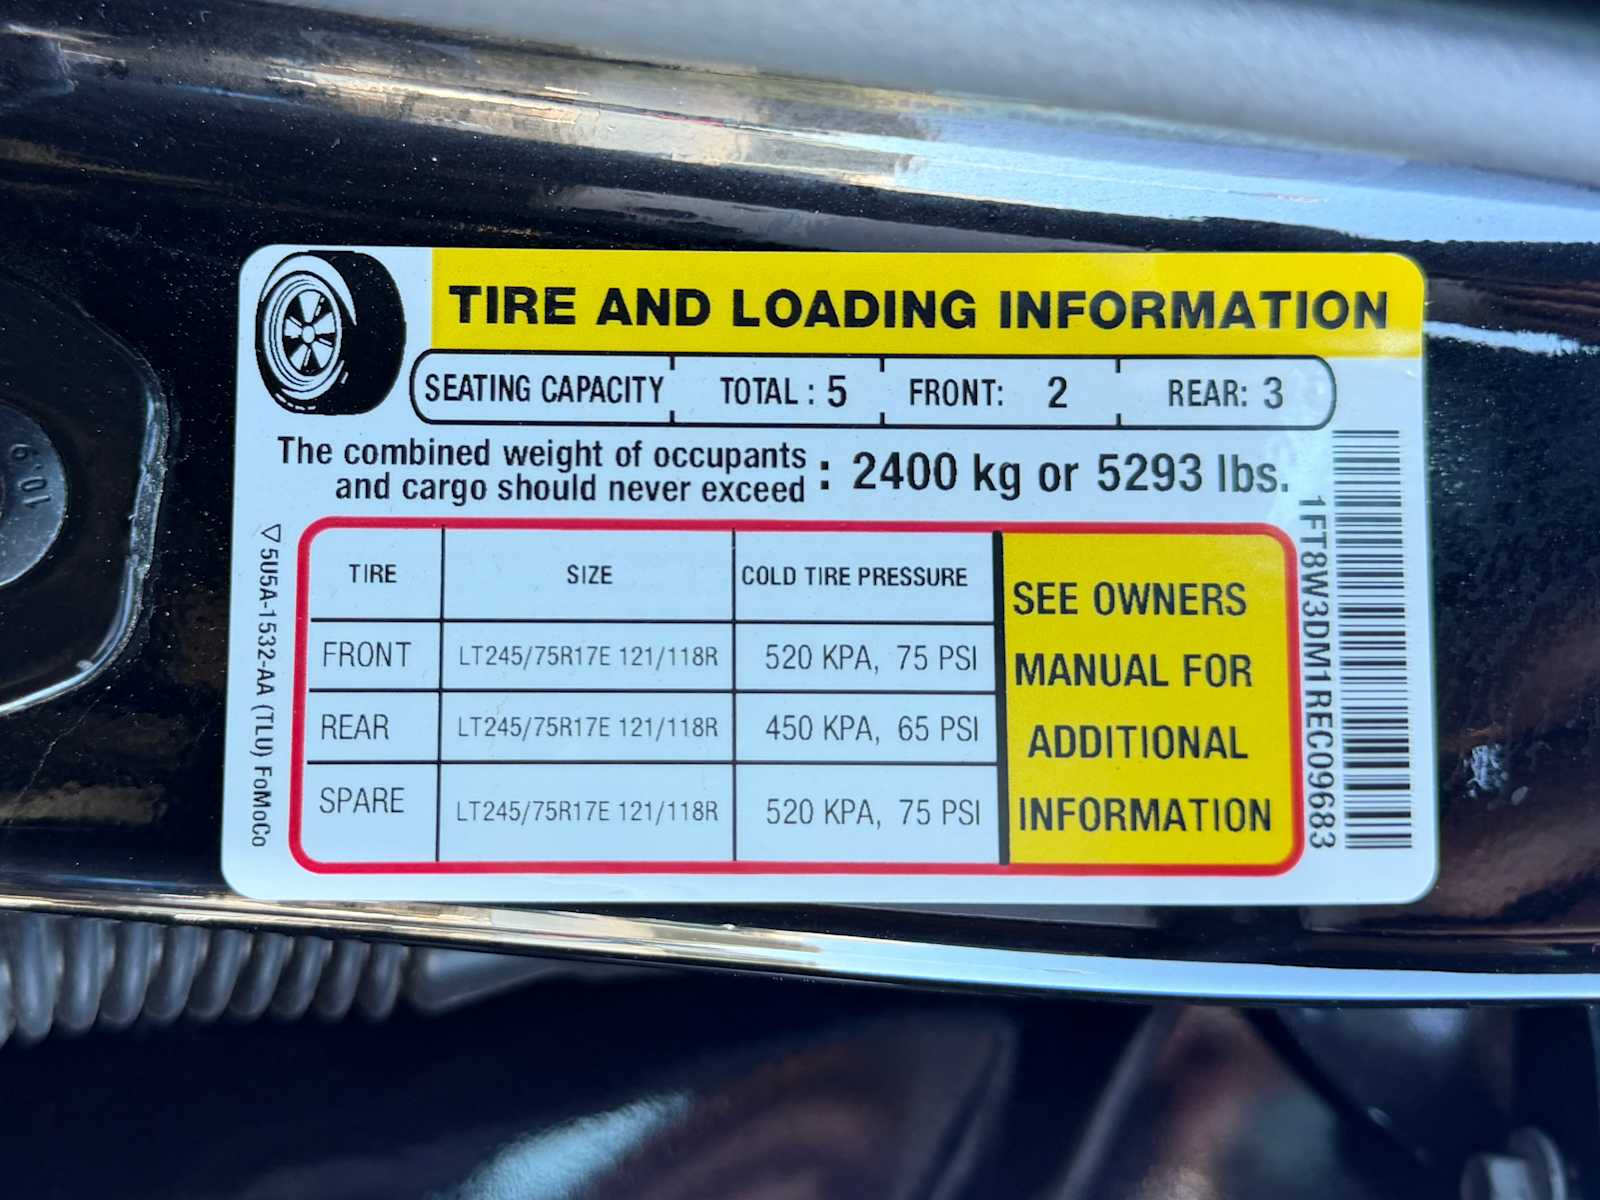 TIRE AND LOADING INFORMATION
SEATING CAPACITY TOTAL : 5 FRONT: 2 REAR: 3
The combined weight of occupants
and cargo should never exceed : 2400 kg or 5293 lbs.
TIRE SIZE COLD TIRE PRESSURE
FRONT LT245/75R17E 121/118R 520 KPA, 75 PSI
REAR LT245/75R17E 121/118R 450 KPA, 65 PSI
SPARE LT245/75R17E 121/118R 520 KPA, 75 PSI
SEE OWNERS
MANUAL FOR
ADDITIONAL
INFORMATION
5U5A-1532-AA (TLU) FoMoCo
1FT8W3DM1REC09683
10.9